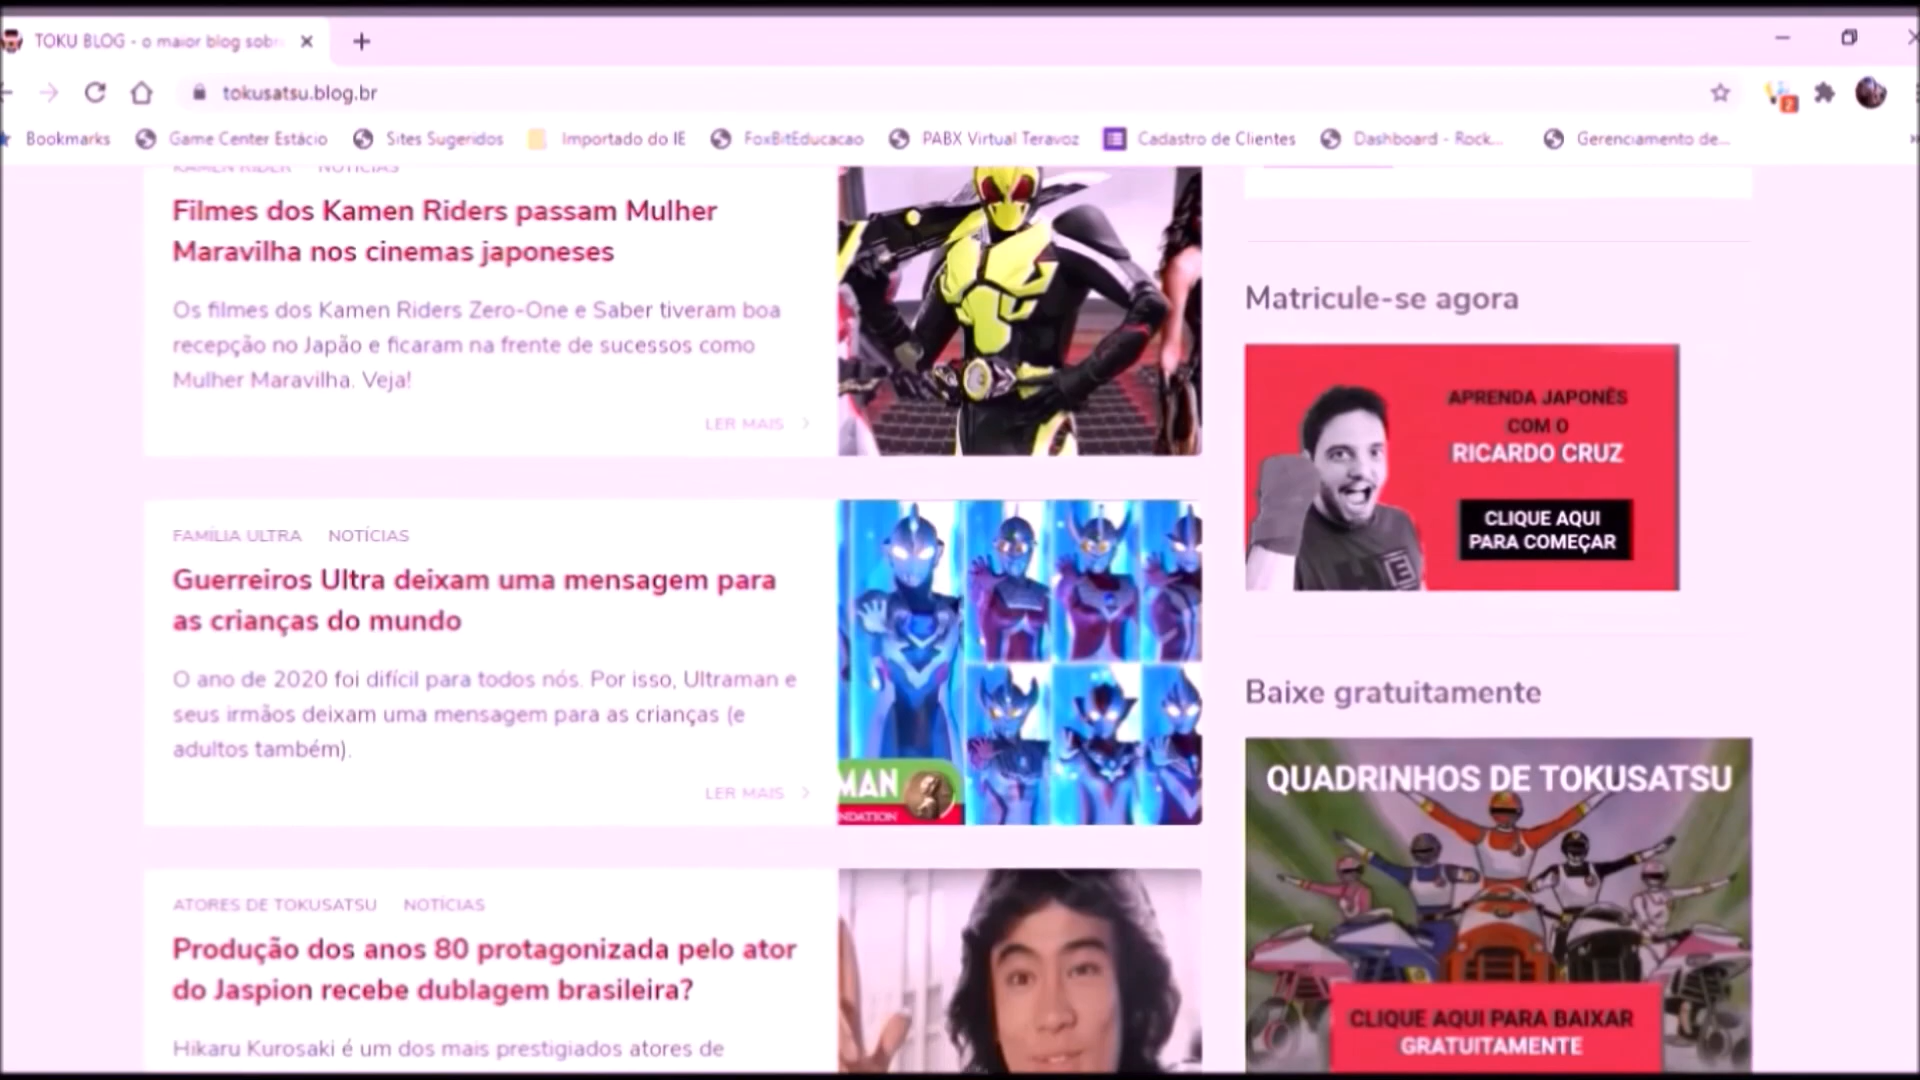 TOKU BLOG - o maior blog sob
tokusatsu.blog.br
2
Bookmarks
Game Center Estácio
Sites Sugeridos
Importado do IE
FoxBitEducacao
PABX Virtual Teravoz
Cadastro de Clientes
Dashboard - Rock...
Gerenciamento de...
KAMEN RIDER NOTÍCIAS
Filmes dos Kamen Riders passam Mulher
Maravilha nos cinemas japoneses
Os filmes dos Kamen Riders Zero-One e Saber tiveram boa
recepção no Japão e ficaram na frente de sucessos como
Mulher Maravilha. Veja!
LER MAIS
FAMÍLIA ULTRA NOTÍCIAS
Guerreiros Ultra deixam uma mensagem para
as crianças do mundo
O ano de 2020 foi difícil para todos nós. Por isso, Ultraman e
seus irmãos deixam uma mensagem para as crianças (e
adultos também).
LER MAIS
MAN
NDATION
ATORES DE TOKUSATSU NOTÍCIAS
Produção dos anos 80 protagonizada pelo ator
do Jaspion recebe dublagem brasileira?
Hikaru Kurosaki é um dos mais prestigiados atores de
Matricule-se agora
APRENDA JAPONÊS
COM O
RICARDO CRUZ
CLIQUE AQUI
PARA COMEÇAR
Baixe gratuitamente
QUADRINHOS DE TOKUSATSU
CLIQUE AQUI PARA BAIXAR
GRATUITAMENTE